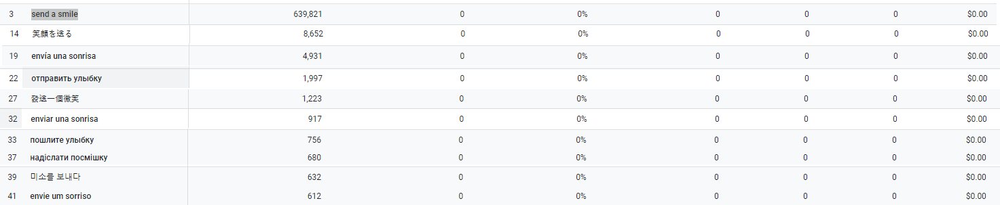 3 send a smile 639,821 0 0% 0 0 0 $0.00
14 笑顔を送る 8,652 0 0% 0 0 0 $0.00
19 envía una sonrisa 4,931 0 0% 0 0 0 $0.00
22 отправить улыбку 1,997 0 0% 0 0 0 $0.00
27 發送一個微笑 1,223 0 0% 0 0 0 $0.00
32 enviar una sonrisa 917 0 0% 0 0 0 $0.00
33 пошлите улыбку 756 0 0% 0 0 0 $0.00
37 надіслати посмішку 680 0 0% 0 0 0 $0.00
39 미소를 보내다 632 0 0% 0 0 0 $0.00
41 envie um sorriso 612 0 0% 0 0 0 $0.00